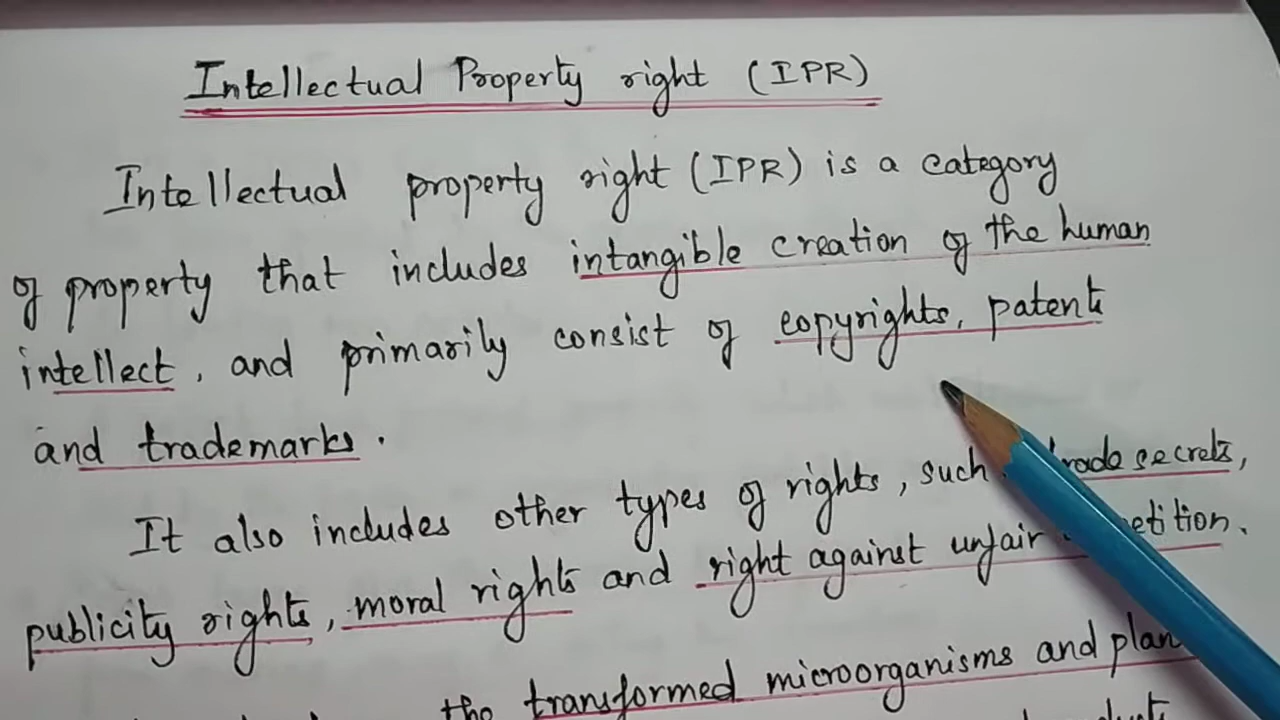 Intellectual Property right (IPR)
Intellectual property right (IPR) is a category
of property that includes intangible creation of the human
intellect, and primarily consist of copyrights, patents
and trademarks.
It also includes other types of rights, such trade secrets,
publicity rights, moral rights and right against unfair
the transformed microorganisms and